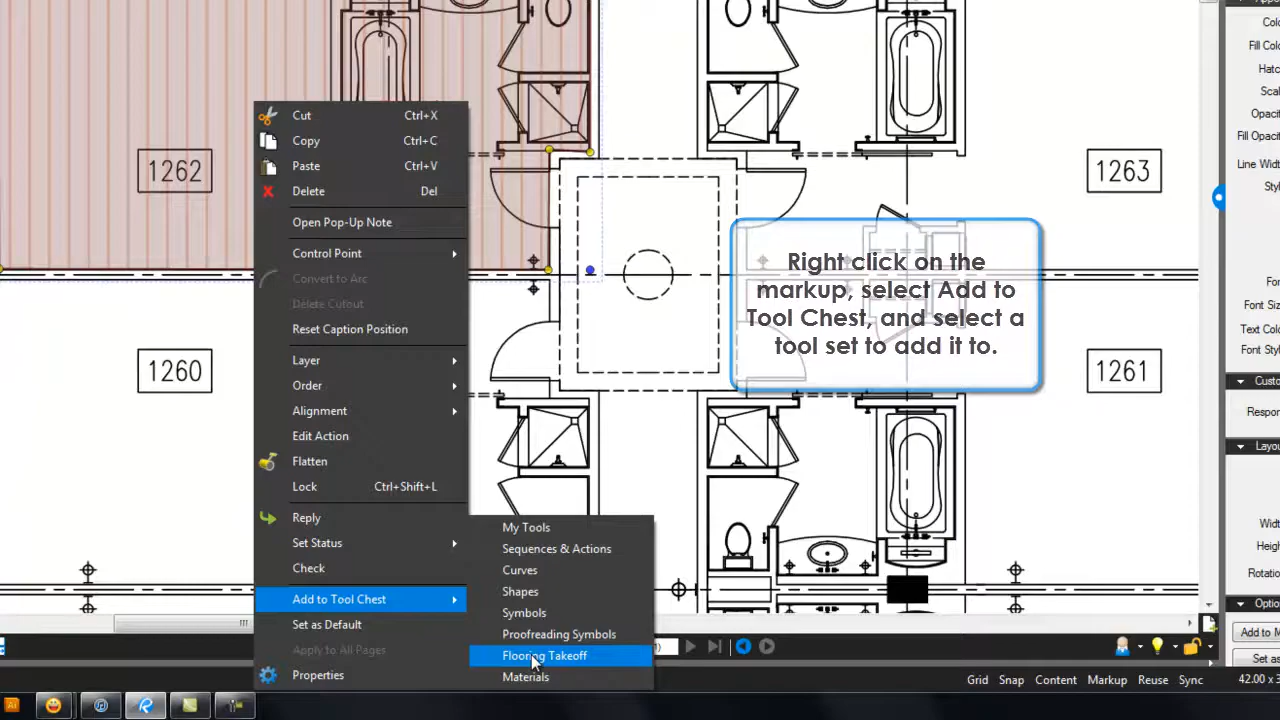 Cut Ctrl+X
Copy Ctrl+C
Paste Ctrl+V
Delete Del
Open Pop-Up Note
Control Point
Convert to Arc
Delete Cutout
Reset Caption Position
Layer
Order
Alignment
Edit Action
Flatten
Lock Ctrl+Shift+L
Reply
Set Status
Check
Add to Tool Chest
Set as Default
Apply to All Pages
Properties
My Tools
Sequences & Actions
Curves
Shapes
Symbols
Proofreading Symbols
Flooring Takeoff
Materials
1262
1260
1263
1261
Right click on the
markup, select Add to
Tool Chest, and select a
tool set to add it to.
Colo
Fill Colo
Hatc
Scal
Opaci
Fill Opaci
Line Widt
Styl
Fon
Font Siz
Text Colo
Font Styl
Custo
Respor
Layou
Widt
Heigh
Rotatio
Optio
Add to M
Set as
Grid Snap Content Markup Reuse Sync 42.00 x 3
Ai